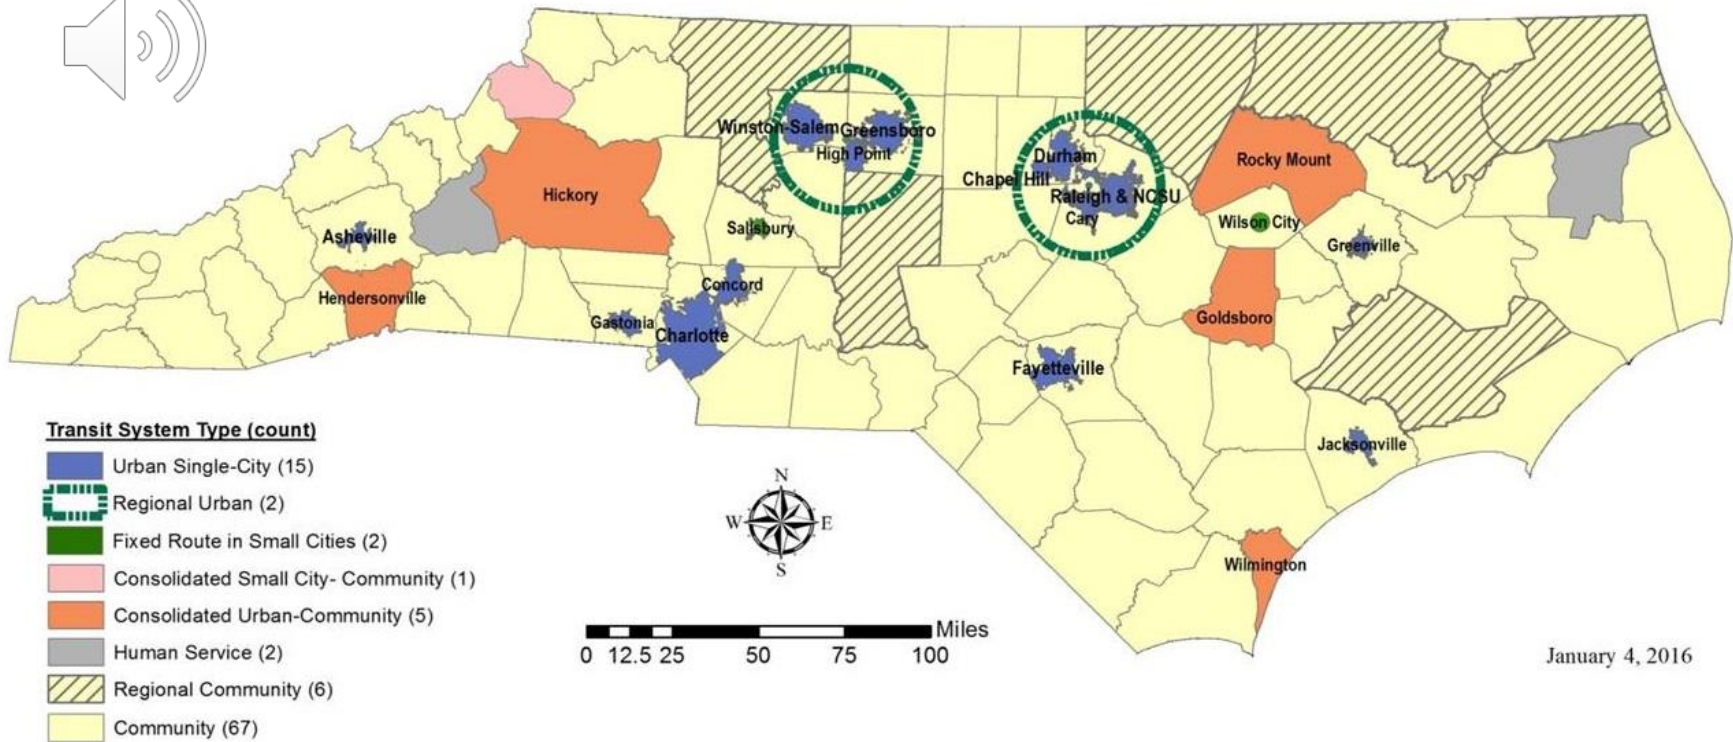 Winston-Salem
Greensboro
High Point
Durham
Chapel Hill
Raleigh & NCSU
Cary
Rocky Mount
Hickory
Wilson City
Salisbury
Asheville
Greenville
Concord
Hendersonville
Gastonia
Charlotte
Goldsboro
Fayetteville
Jacksonville
Wilmington
Transit System Type (count)
Urban Single-City (15)
Regional Urban (2)
Fixed Route in Small Cities (2)
Consolidated Small City- Community (1)
Consolidated Urban-Community (5)
Human Service (2)
Regional Community (6)
Community (67)
N
W
E
S
Miles
0 12.5 25 50 75 100
January 4, 2016